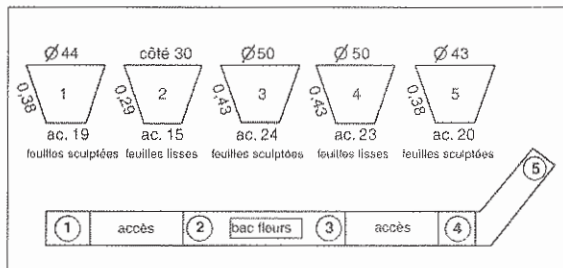 Ø 44 côté 30 Ø 50 Ø 50 Ø 43
0,38 1 0,29 2 0,43 3 0,43 4 0,38 5
ac. 19 ac. 15 ac. 24 ac. 23 ac. 20
feuilles sculptées feuilles lisses feuilles sculptées feuilles lisses feuilles sculptées
5
1 accès 2 bac fleurs 3 accès 4